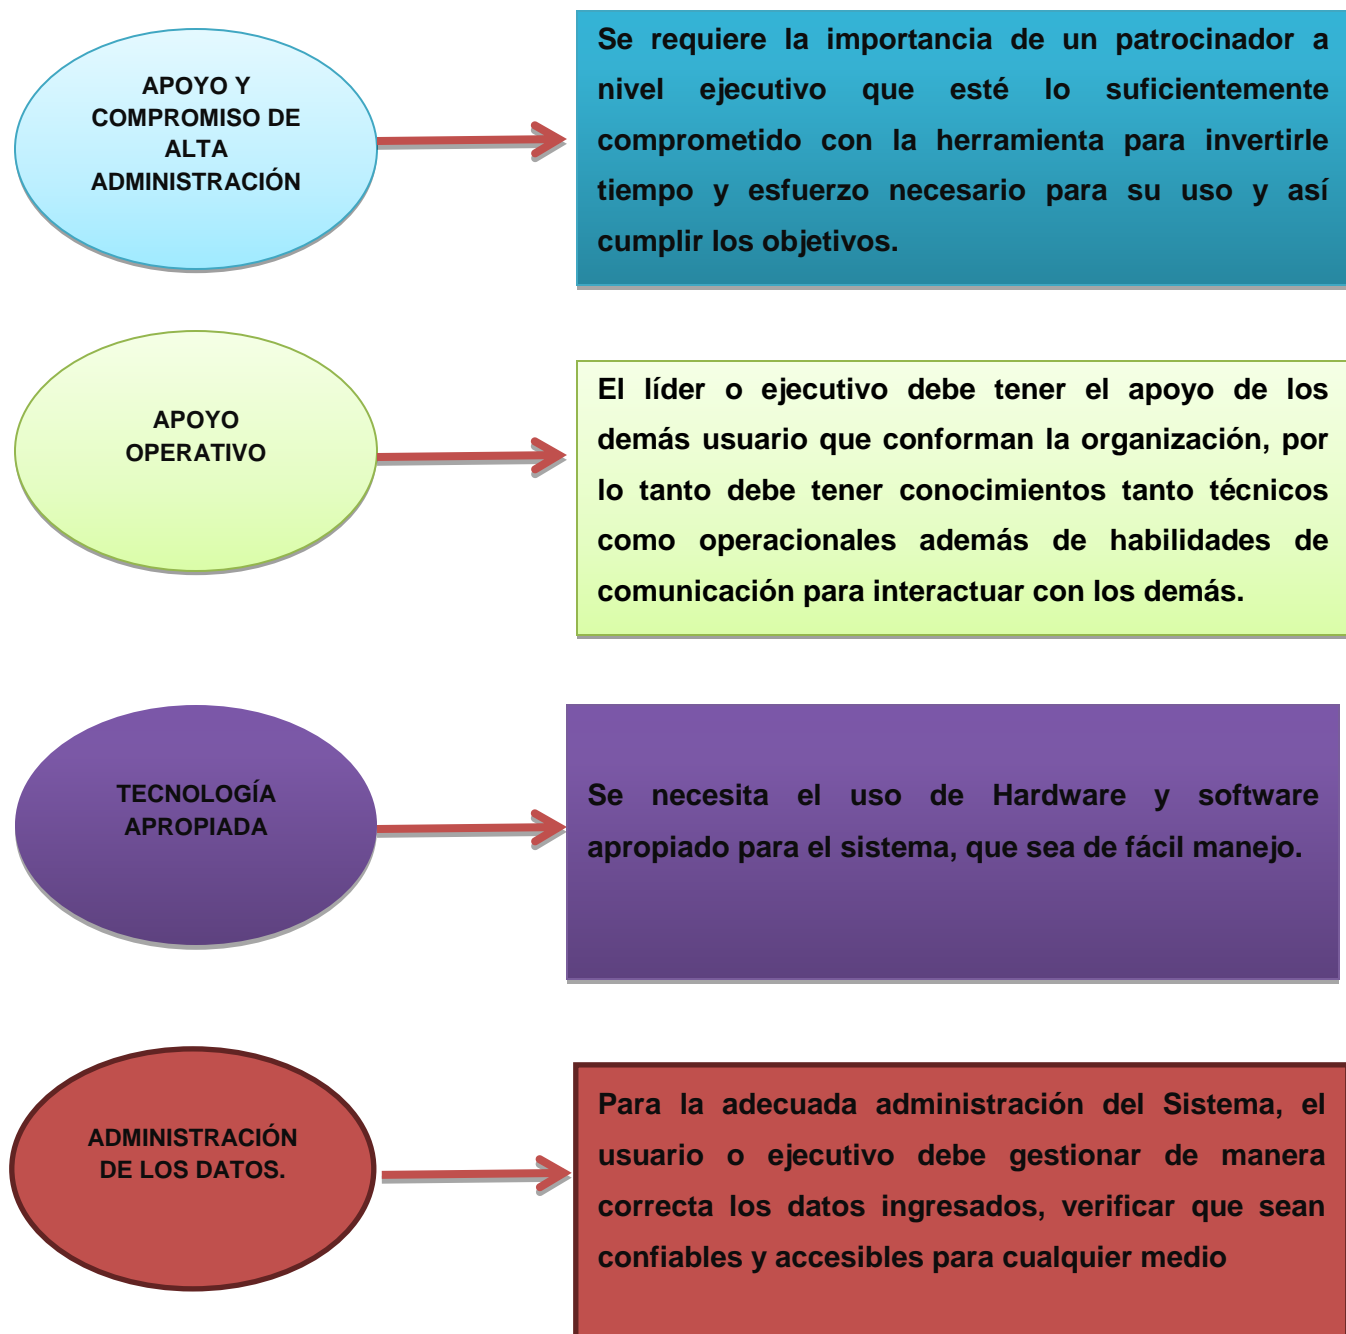 APOYO Y
COMPROMISO DE
ALTA
ADMINISTRACIÓN
Se requiere la importancia de un patrocinador a
nivel ejecutivo que esté lo suficientemente
comprometido con la herramienta para invertirle
tiempo y esfuerzo necesario para su uso y así
cumplir los objetivos.
APOYO
OPERATIVO
El líder o ejecutivo debe tener el apoyo de los
demás usuario que conforman la organización, por
lo tanto debe tener conocimientos tanto técnicos
como operacionales además de habilidades de
comunicación para interactuar con los demás.
TECNOLOGÍA
APROPIADA
Se necesita el uso de Hardware y software
apropiado para el sistema, que sea de fácil manejo.
ADMINISTRACIÓN
DE LOS DATOS.
Para la adecuada administración del Sistema, el
usuario o ejecutivo debe gestionar de manera
correcta los datos ingresados, verificar que sean
confiables y accesibles para cualquier medio